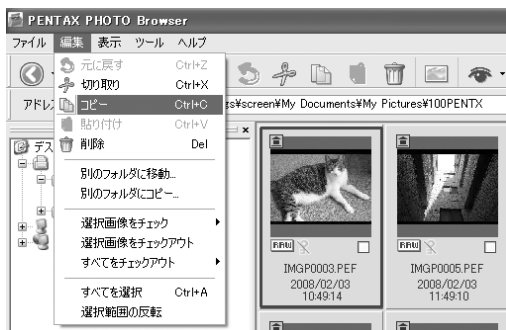 PENTAX PHOTO Browser
ファイル 編集 表示 ツール ヘルプ
元に戻す Ctrl+Z
切り取り Ctrl+X
コピー Ctrl+C
貼り付け Ctrl+V
削除 Del
別のフォルダに移動...
別のフォルダにコピー...
選択画像をチェック
選択画像をチェックアウト
すべてをチェックアウト
すべてを選択 Ctrl+A
選択範囲の反転
アドレ
gs¥screen¥My Documents¥My Pictures¥100PENTX
デス
RAW
IMGP0003.PEF
2008/02/03
10:49:14
RAW
IMGP0005.PEF
2008/02/03
11:49:10